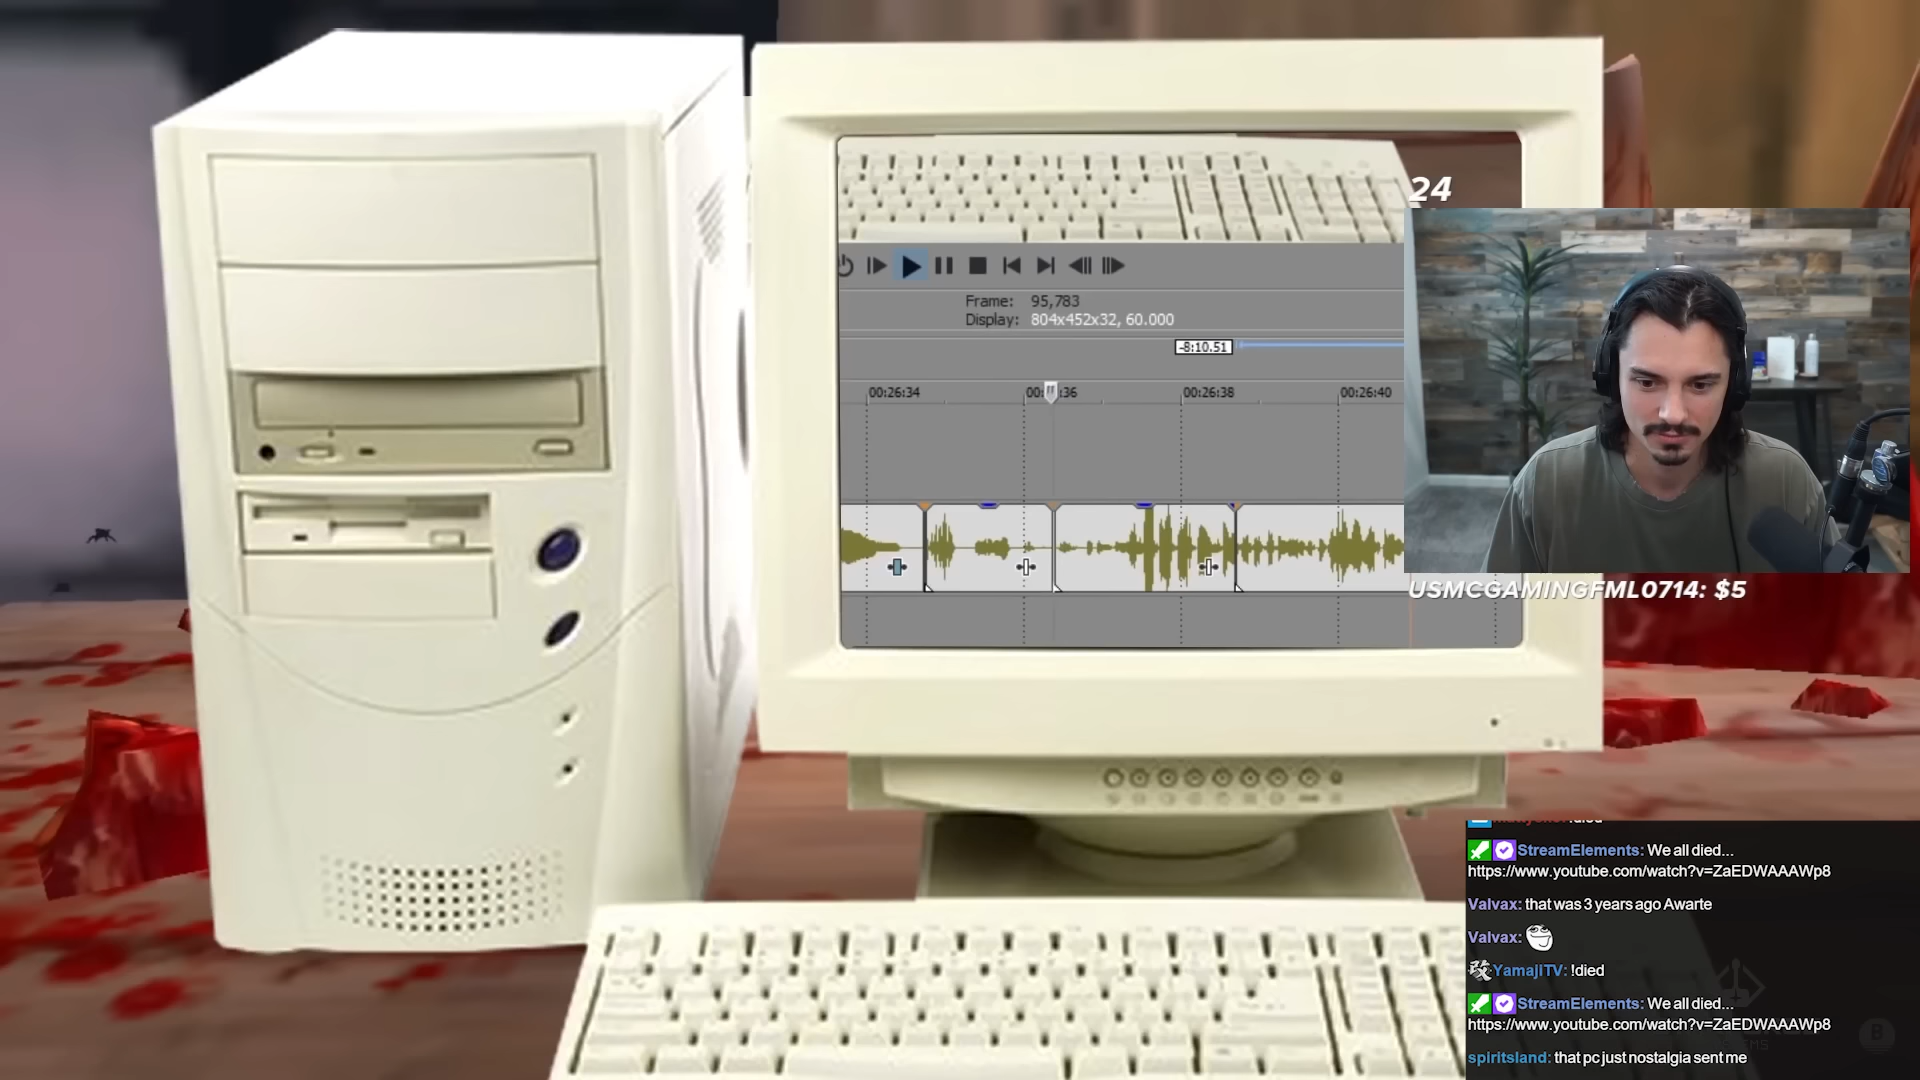 24
Frame: 95,783
Display: 804x452x32, 60.000
-8:10.51
00:26:34
:36
00:26:38
00:26:40
USMCGAMINGFML0714: $5
!died
StreamElements: We all died...
https://www.youtube.com/watch?v=ZaEDWAAAWp8
Valvax: that was 3 years ago Awarte
Valvax:
改 YamajiTV: !died
StreamElements: We all died...
https://www.youtube.com/watch?v=ZaEDWAAAWp8
spiritsland: that pc just nostalgia sent me